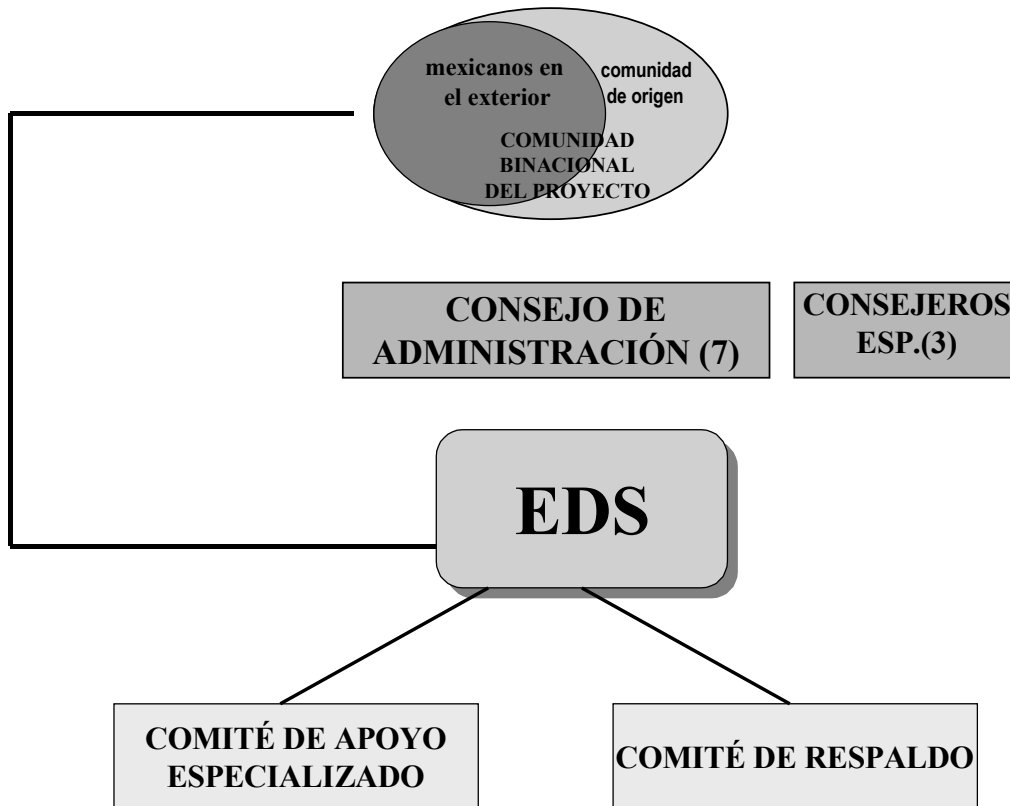 mexicanos en
el exterior
comunidad
de origen
COMUNIDAD
BINACIONAL
DEL PROYECTO
CONSEJO DE
ADMINISTRACIÓN (7)
CONSEJEROS
ESP.(3)
EDS
COMITÉ DE APOYO
ESPECIALIZADO
COMITÉ DE RESPALDO